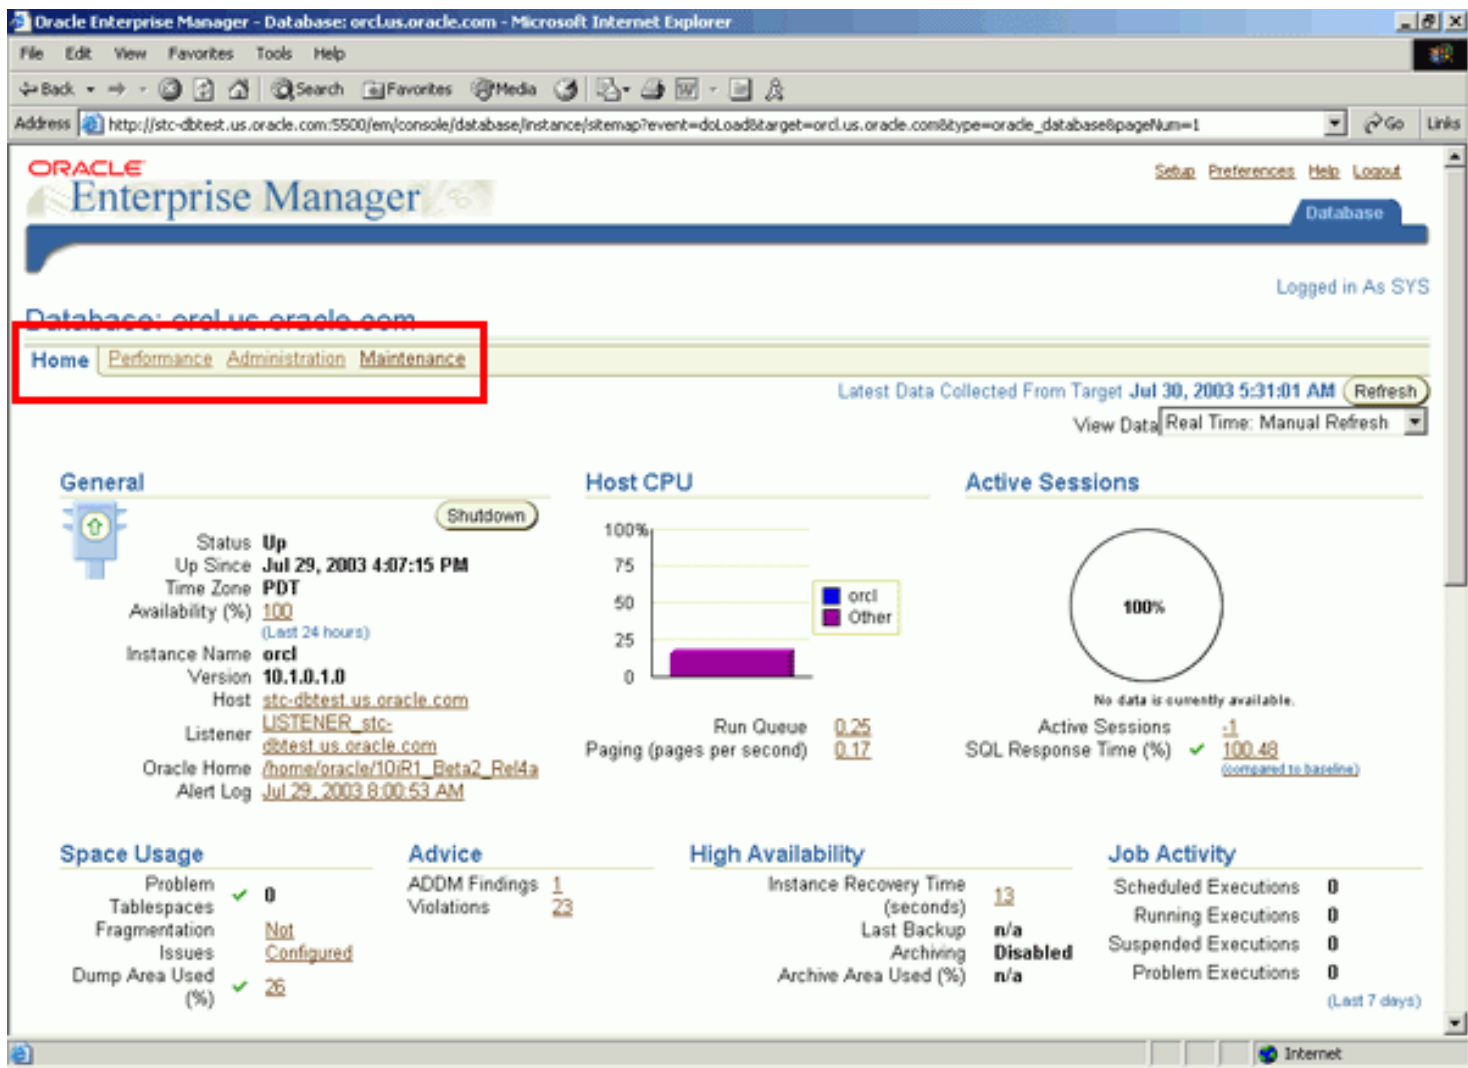 Oracle Enterprise Manager - Database: orcl.us.oracle.com - Microsoft Internet Explorer
File Edit View Favorites Tools Help
Back Search Favorites Media
Address http://stc-dbtest.us.oracle.com:5500/em/console/database/instance/sitemap?event=doLoad&target=orcl.us.oracle.com&type=oracle_database&pageNum=1 Go Links
ORACLE
Enterprise Manager
Setup Preferences Help Logout
Database
Logged in As SYS
Database: orcl.us.oracle.com
Home Performance Administration Maintenance
Latest Data Collected From Target Jul 30, 2003 5:31:01 AM Refresh
View Data Real Time: Manual Refresh
General
Shutdown
Status Up
Up Since Jul 29, 2003 4:07:15 PM
Time Zone PDT
Availability (%) 100
(Last 24 hours)
Instance Name orcl
Version 10.1.0.1.0
Host stc-dbtest.us.oracle.com
Listener LISTENER_stc-
dbtest.us.oracle.com
Oracle Home /home/oracle/10iR1_Beta2_Rel4a
Alert Log Jul 29, 2003 8:00:53 AM
Host CPU
100%
75
50
25
0
orcl
Other
Run Queue 0.25
Paging (pages per second) 0.17
Active Sessions
100%
No data is currently available.
Active Sessions -1
SQL Response Time (%) 100.48
(compared to baseline)
Space Usage
Problem
Tablespaces 0
Fragmentation Not
Issues Configured
Dump Area Used
(%) 26
Advice
ADDM Findings 1
Violations 23
High Availability
Instance Recovery Time
(seconds) 13
Last Backup n/a
Archiving Disabled
Archive Area Used (%) n/a
Job Activity
Scheduled Executions 0
Running Executions 0
Suspended Executions 0
Problem Executions 0
(Last 7 days)
Internet